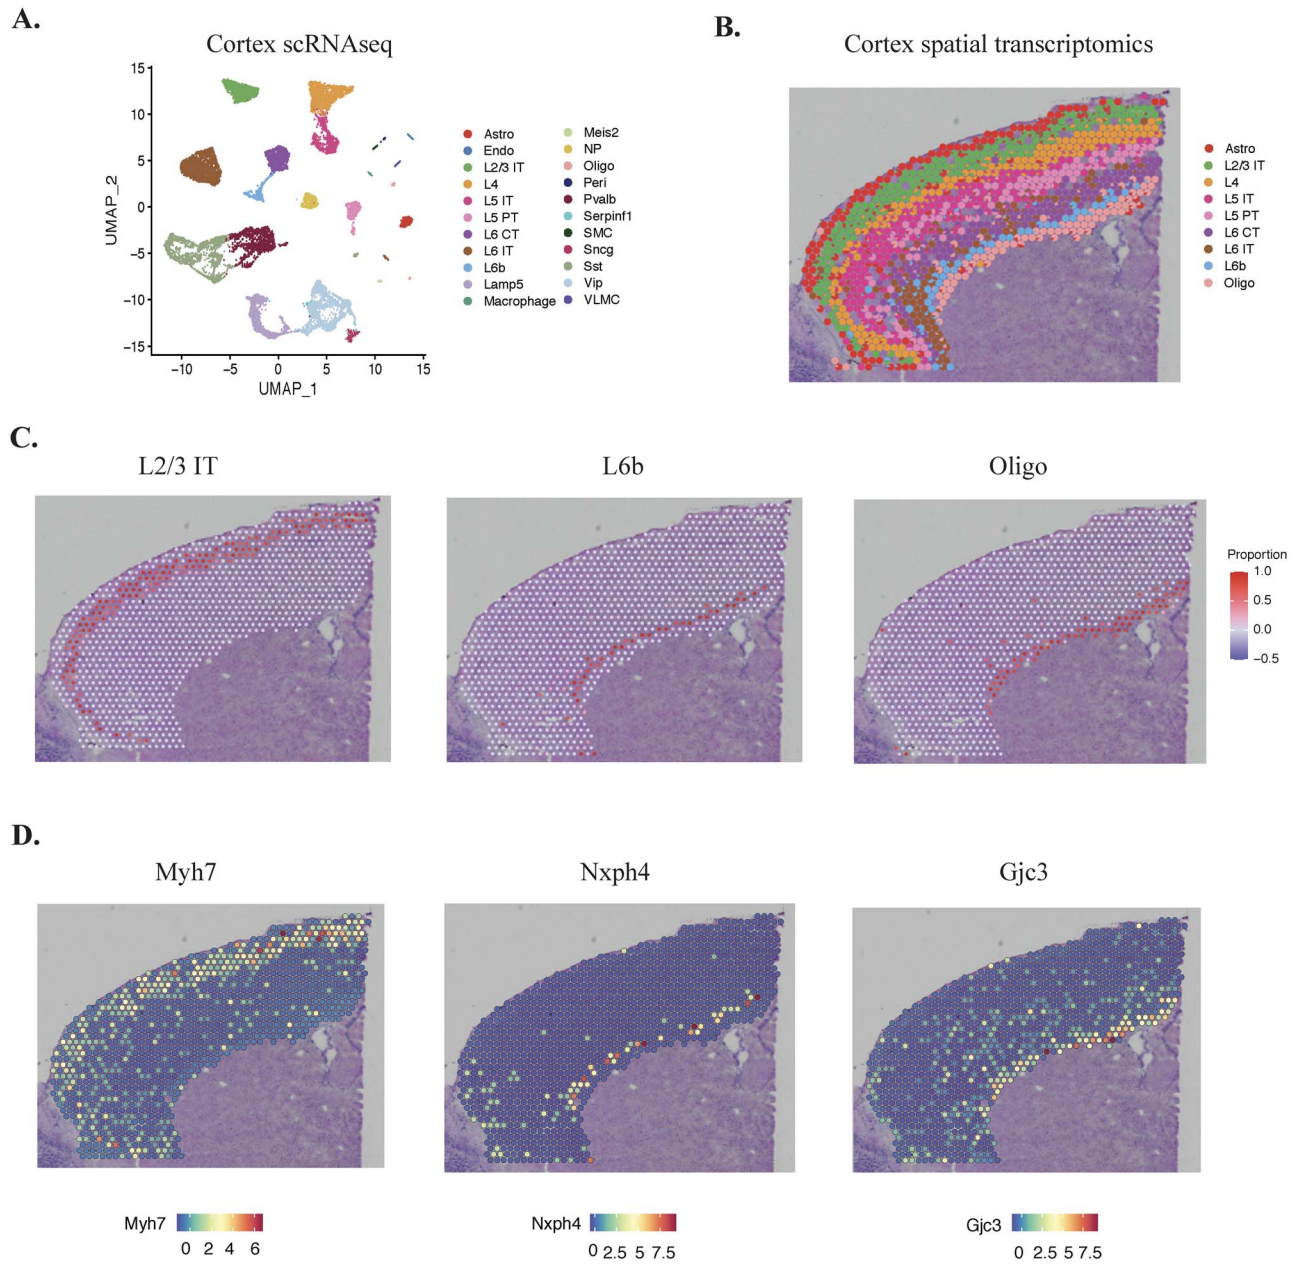 A.
Cortex scRNAseq
15
10
5
0
−5
−10
−15
UMAP_2
−10 −5 0 5 10 15
UMAP_1
Astro
Endo
L2/3 IT
L4
L5 IT
L5 PT
L6 CT
L6 IT
L6b
Lamp5
Macrophage
Meis2
NP
Oligo
Peri
Pvalb
Serpinf1
SMC
Sncg
Sst
Vip
VLMC
B.
Cortex spatial transcriptomics
Astro
L2/3 IT
L4
L5 IT
L5 PT
L6 CT
L6 IT
L6b
Oligo
C.
L2/3 IT
L6b
Oligo
Proportion
1.0
0.5
0.0
−0.5
D.
Myh7
Nxph4
Gjc3
Myh7
0 2 4 6
Nxph4
0 2.5 5 7.5
Gjc3
0 2.5 5 7.5